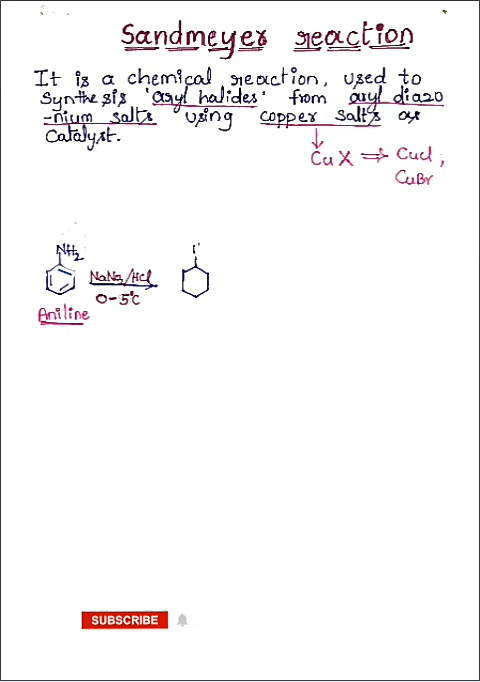 Sandmeyer reaction
It is a chemical reaction, used to
Synthesis 'aryl halides' from aryl diazo
-nium salts using copper salts as
Catalyst.
CuX ⇒ CuCl,
CuBr
NH2
NaNO2/HCl
0-5°C
Aniline
SUBSCRIBE